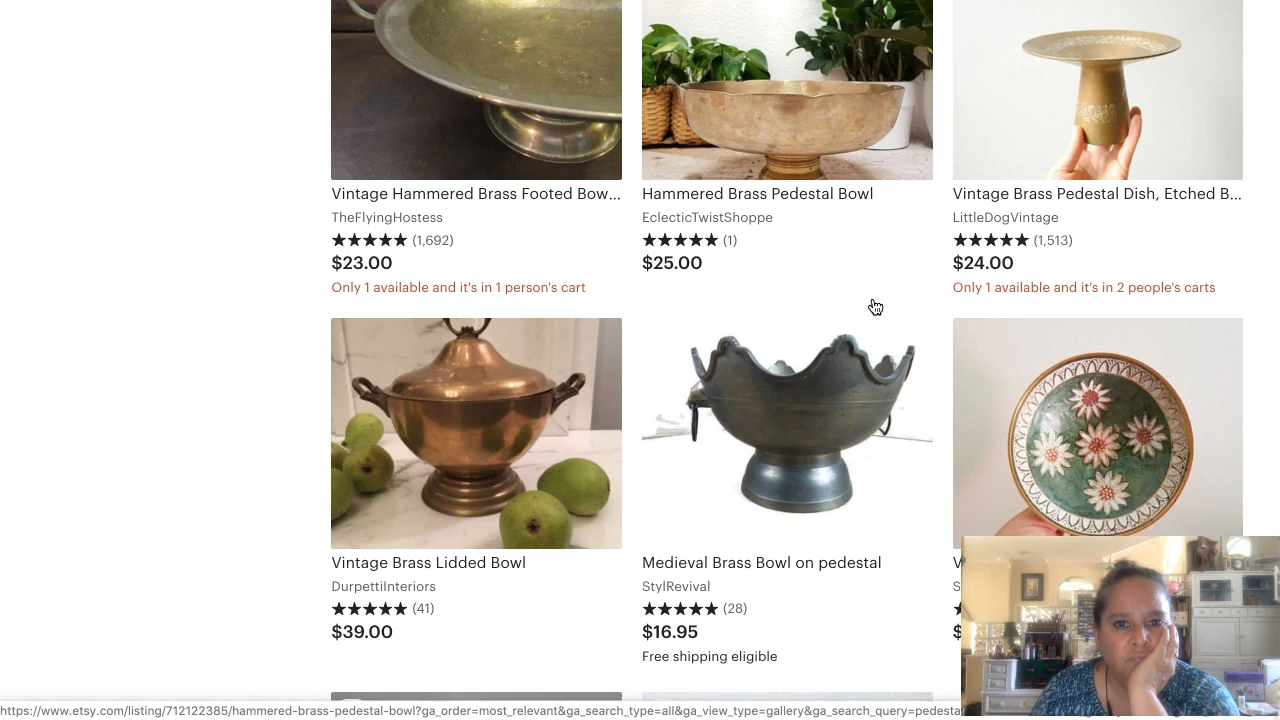 Vintage Hammered Brass Footed Bow...
TheFlyingHostess
★★★★★ (1,692)
$23.00
Only 1 available and it's in 1 person's cart
Hammered Brass Pedestal Bowl
EclecticTwistShoppe
★★★★★ (1)
$25.00
Vintage Brass Pedestal Dish, Etched B...
LittleDogVintage
★★★★★ (1,513)
$24.00
Only 1 available and it's in 2 people's carts
Vintage Brass Lidded Bowl
DurpettiInteriors
★★★★★ (41)
$39.00
Medieval Brass Bowl on pedestal
StylRevival
★★★★★ (28)
$16.95
Free shipping eligible
V
S
$
https://www.etsy.com/listing/712122385/hammered-brass-pedestal-bowl?ga_order=most_relevant&ga_search_type=all&ga_view_type=gallery&ga_search_query=pedesta